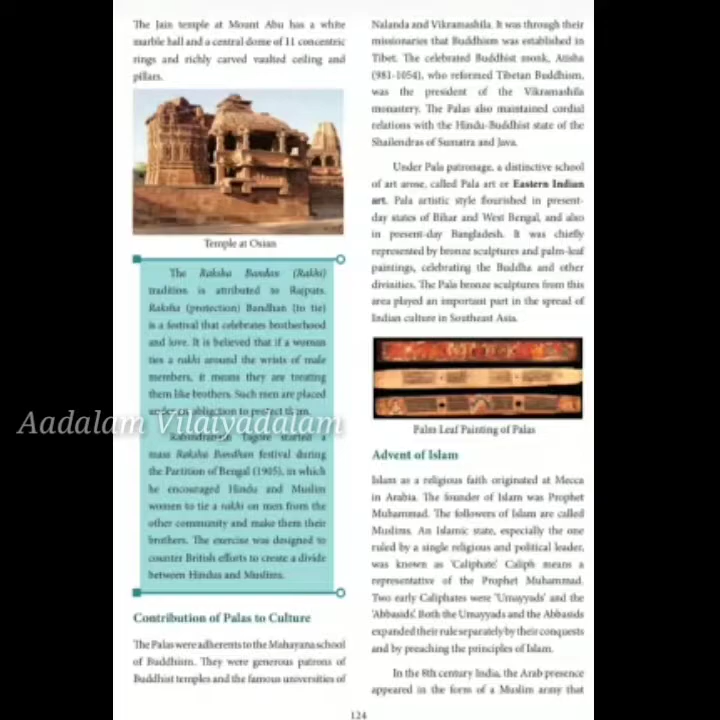 The Jain temple at Mount Abu has a white
marble hall and a central dome of 11 concentric
rings and richly carved vaulted ceiling and
pillars.
Temple at Osian
The Raksha Bandan (Rakhi)
tradition is attributed to Rajputs.
Raksha (protection) Bandhan (to tie)
is a festival that celebrates brotherhood
and love. It is believed that if a woman
ties a rakhi around the wrists of male
members, it means they are treating
them like brothers. Such men are placed
under an obligation to protect them.
Aadalam Vilaiyadalam
Rabindranath Tagore started a
mass Raksha Bandhan festival during
the Partition of Bengal (1905), in which
he encouraged Hindu and Muslim
women to tie a rakhi on men from the
other community and make them their
brothers. The exercise was designed to
counter British efforts to create a divide
between Hindus and Muslims.
Contribution of Palas to Culture
The Palas were adherents to the Mahayana school
of Buddhism. They were generous patrons of
Buddhist temples and the famous universities of
Nalanda and Vikramashila. It was through their
missionaries that Buddhism was established in
Tibet. The celebrated Buddhist monk, Atisha
(981-1054), who reformed Tibetan Buddhism,
was the president of the Vikramashila
monastery. The Palas also maintained cordial
relations with the Hindu-Buddhist state of the
Shailendras of Sumatra and Java.
Under Pala patronage, a distinctive school
of art arose, called Pala art or Eastern Indian
art. Pala artistic style flourished in present-
day states of Bihar and West Bengal, and also
in present-day Bangladesh. It was chiefly
represented by bronze sculptures and palm-leaf
paintings, celebrating the Buddha and other
divinities. The Pala bronze sculptures from this
area played an important part in the spread of
Indian culture in Southeast Asia.
Palm Leaf Painting of Palas
Advent of Islam
Islam as a religious faith originated at Mecca
in Arabia. The founder of Islam was Prophet
Muhammad. The followers of Islam are called
Muslims. An Islamic state, especially the one
ruled by a single religious and political leader,
was known as 'Caliphate'. Caliph means a
representative of the Prophet Muhammad.
Two early Caliphates were 'Umayyads' and the
'Abbasids'. Both the Umayyads and the Abbasids
expanded their rule separately by their conquests
and by preaching the principles of Islam.
In the 8th century India, the Arab presence
appeared in the form of a Muslim army that
124